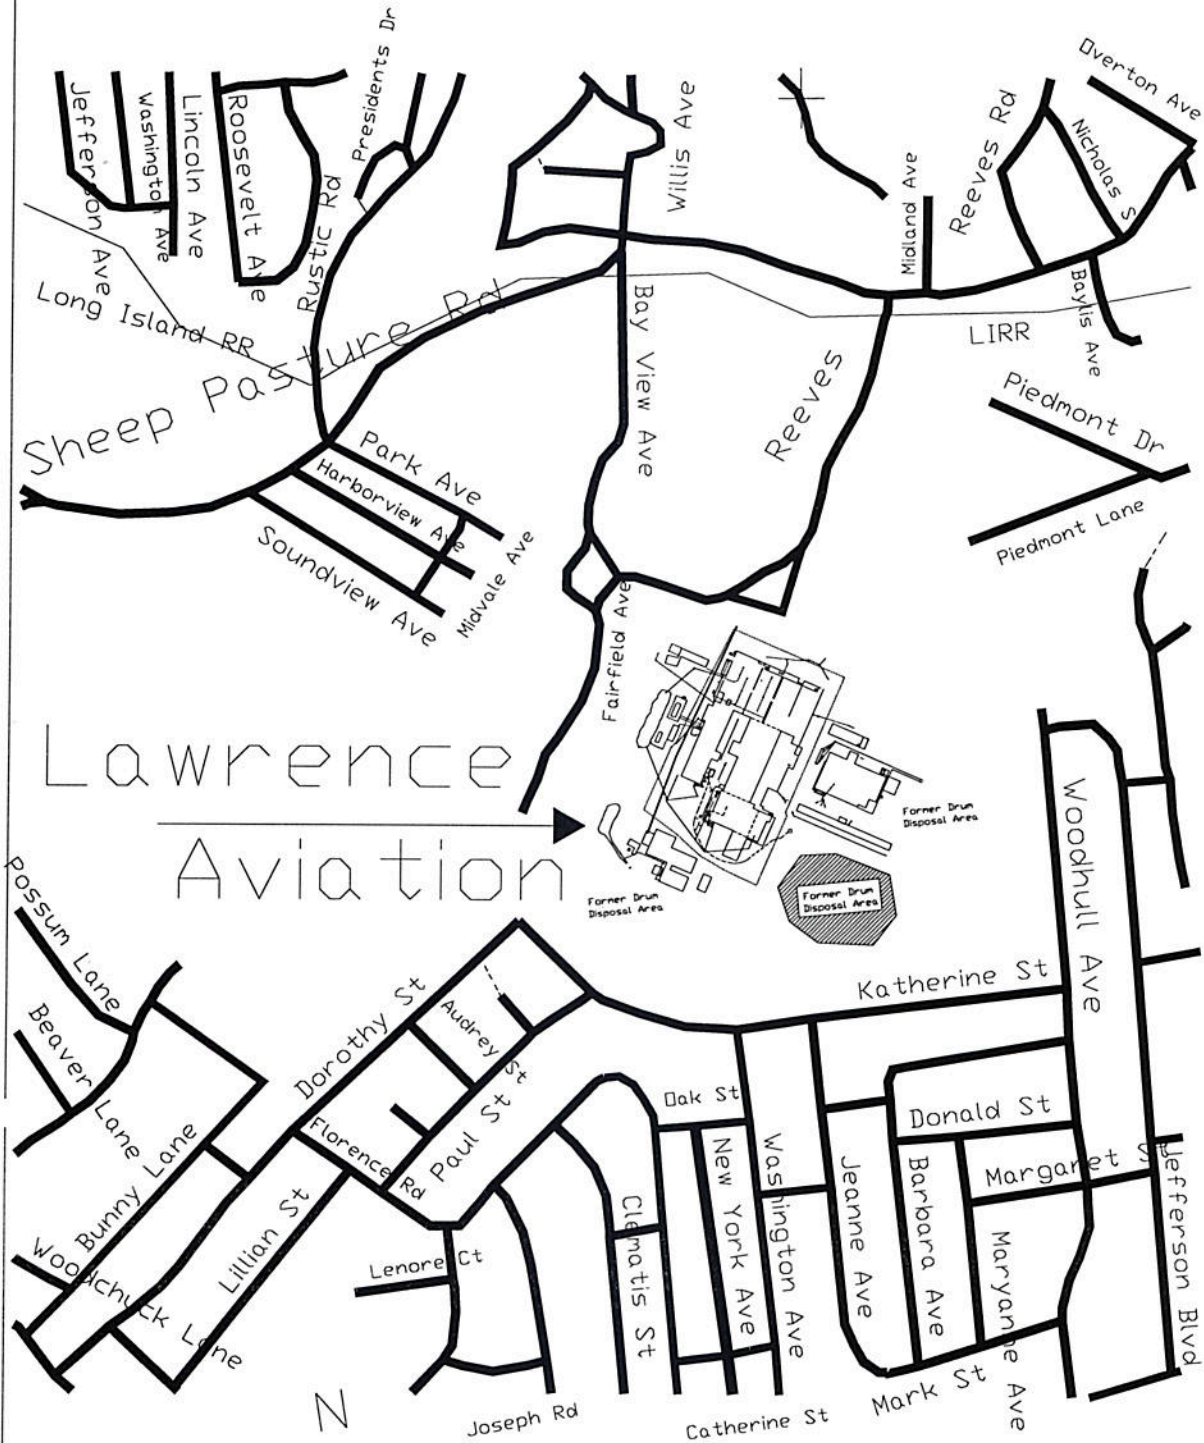 Overton Ave
Presidents Dr
Jefferson Ave
Washington Ave
Lincoln Ave
Roosevelt Ave
Rustic Rd
Willis Ave
Midland Ave
Reeves Rd
Nicholas S
Baylis Ave
Long Island RR
LIRR
Sheep Pasture Rd
Bay View Ave
Reeves
Piedmont Dr
Piedmont Lane
Park Ave
Harborview Ave
Soundview Ave
Midvale Ave
Fairfield Ave
Lawrence
Aviation
Former Drum
Disposal Area
Former Drum
Disposal Area
Former Drum
Disposal Area
Woodhull Ave
Possum Lane
Beaver Lane
Katherine St
Dorothy St
Audrey St
Paul St
Florence Rd
Oak St
Donald St
Margaret St
Bunny Lane
Woodchuck Lane
Lillian St
Lenore Ct
Clematis St
New York Ave
Washington Ave
Jeanne Ave
Barbara Ave
Maryanne Ave
Jefferson Blvd
N
Joseph Rd
Catherine St
Mark St